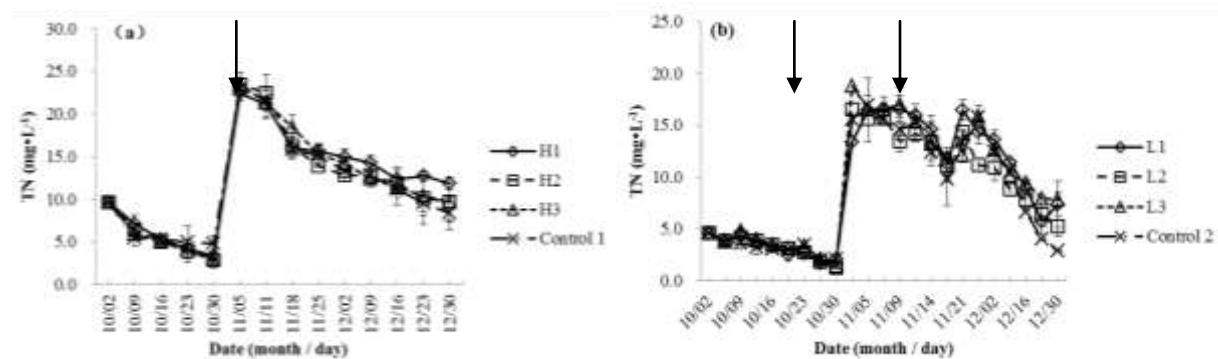 (a)
30.0
25.0
20.0
15.0
10.0
5.0
0.0
TN (mg•L⁻¹)
10/02
10/09
10/16
10/23
10/30
11/05
11/11
11/18
11/25
12/02
12/09
12/16
12/23
12/30
Date (month / day)
H1
H2
H3
Control 1
(b)
25.0
20.0
15.0
10.0
5.0
0.0
TN (mg•L⁻¹)
10/02
10/09
10/16
10/23
10/30
11/05
11/09
11/14
11/21
12/02
12/16
12/30
Date (month / day)
L1
L2
L3
Control 2